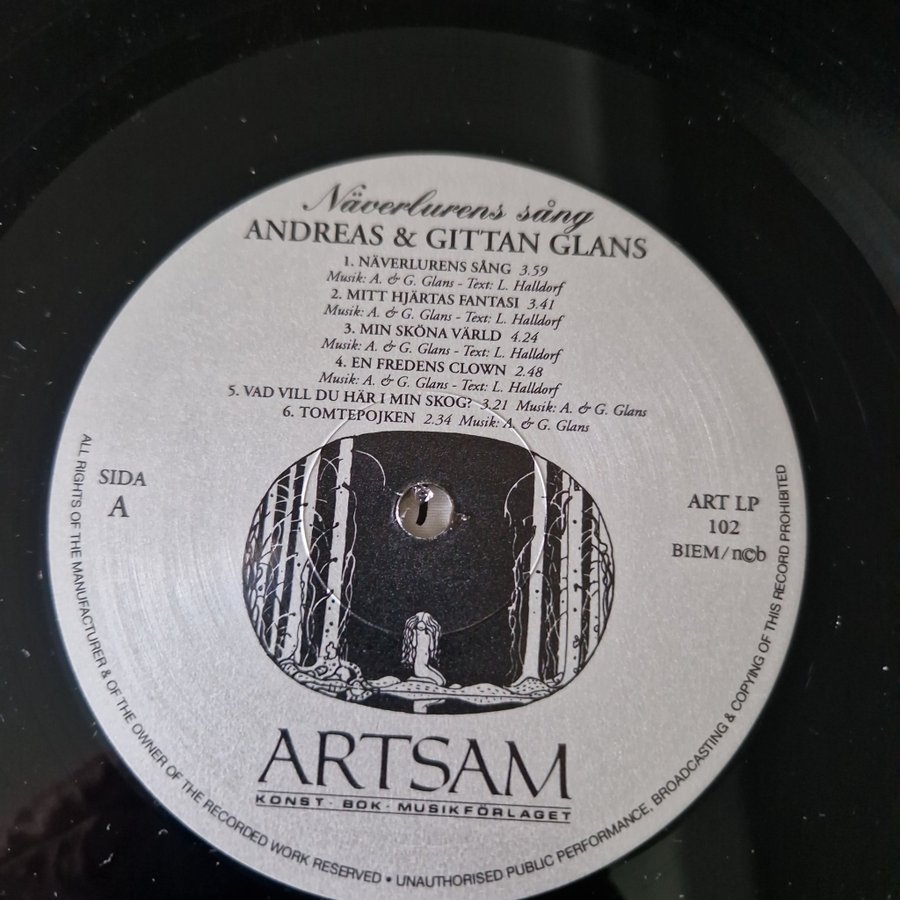 Näverlurens sång
ANDREAS & GITTAN GLANS
1. NÄVERLURENS SÅNG 3.59
Musik: A. & G. Glans - Text: L. Halldorf
2. MITT HJÄRTAS FANTASI 3.41
Musik: A. & G. Glans - Text: L. Halldorf
3. MIN SKÖNA VÄRLD 4.24
Musik: A. & G. Glans - Text: L. Halldorf
4. EN FREDENS CLOWN 2.48
Musik: A. & G. Glans - Text: L. Halldorf
5. VAD VILL DU HÄR I MIN SKOG? 3.21 Musik: A. & G. Glans
6. TOMTEPOJKEN 2.34 Musik: A. & G. Glans
SIDA
A
ART LP
102
BIEM/n©b
ARTSAM
KONST · BOK · MUSIKFÖRLAGET
ALL RIGHTS OF THE MANUFACTURER & OF THE OWNER OF THE RECORDED WORK RESERVED • UNAUTHORISED PUBLIC PERFORMANCE, BROADCASTING & COPYING OF THIS RECORD PROHIBITED